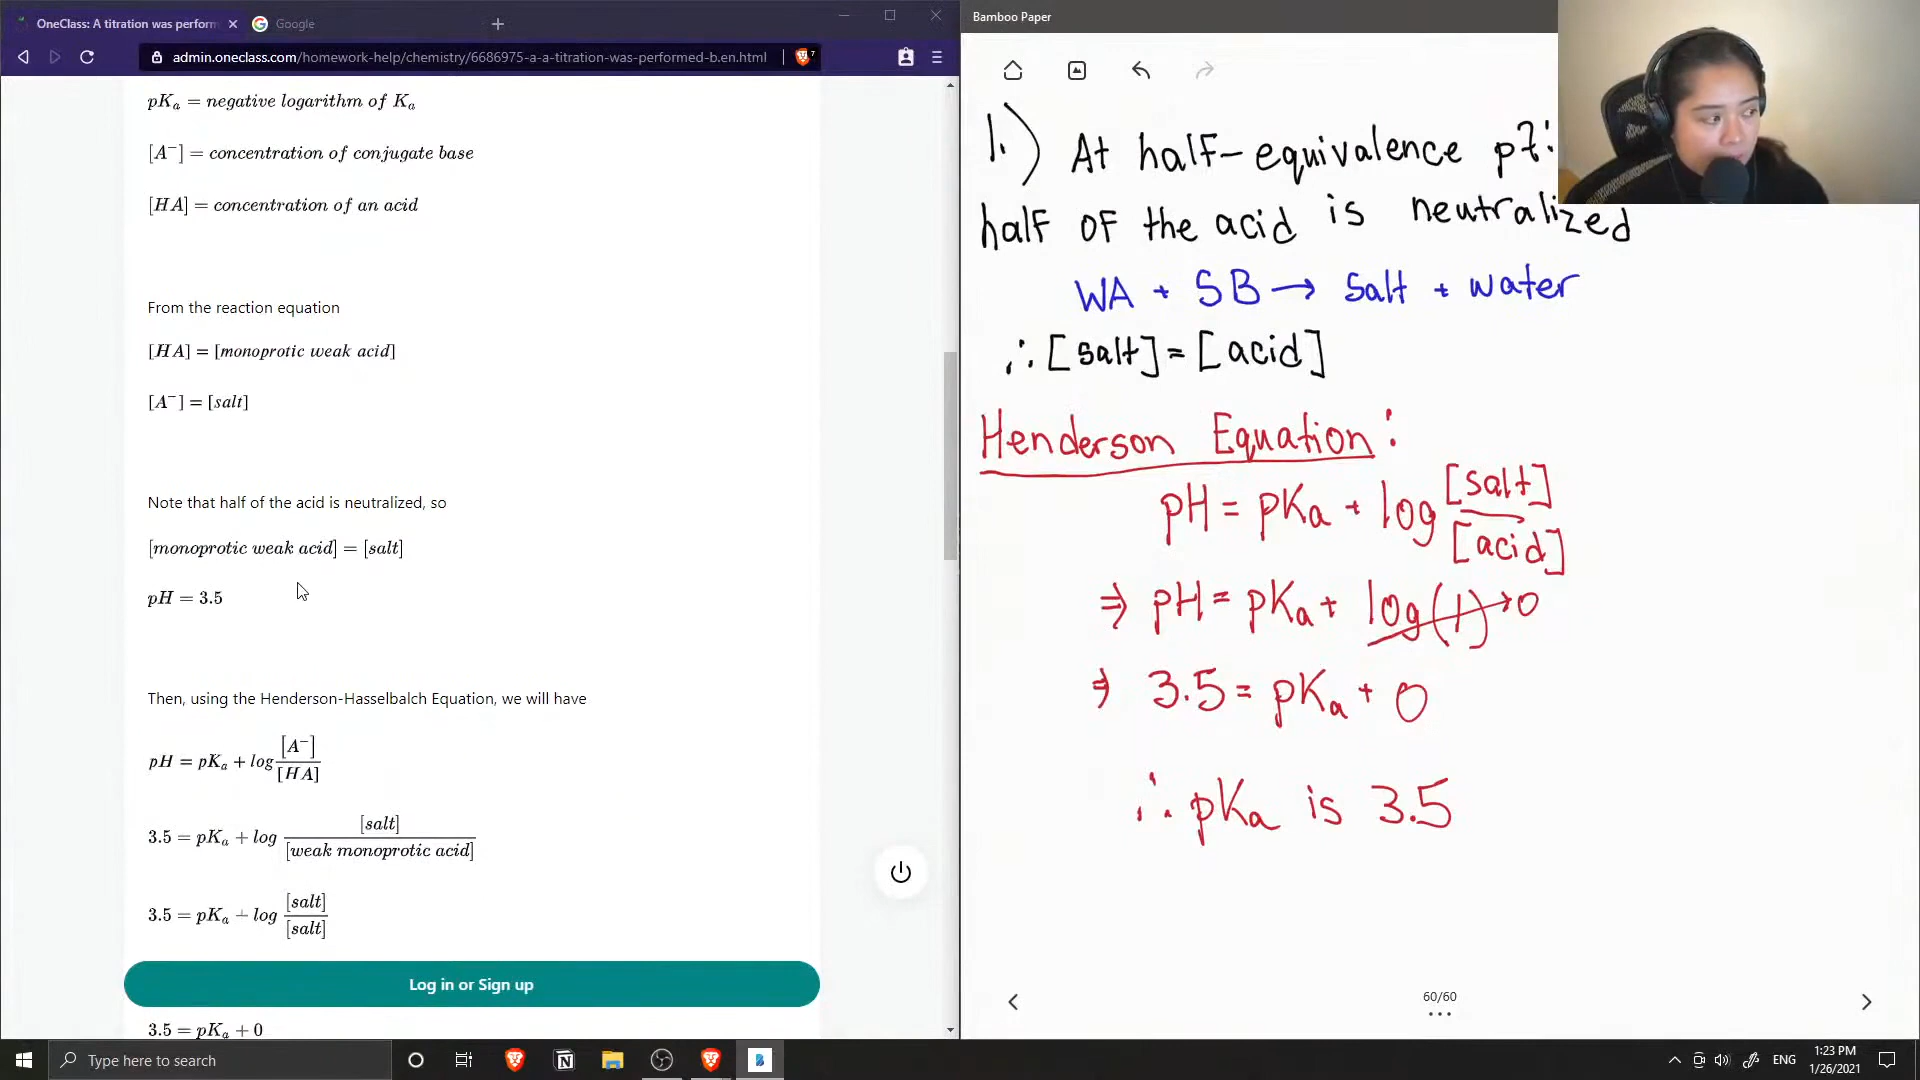 OneClass: A titration was perform
Google
admin.oneclass.com/homework-help/chemistry/6686975-a-a-titration-was-performed-b.en.html
7
pKₐ = negative logarithm of Kₐ
[A⁻] = concentration of conjugate base
[HA] = concentration of an acid
From the reaction equation
[HA] = [monoprotic weak acid]
[A⁻] = [salt]
Note that half of the acid is neutralized, so
[monoprotic weak acid] = [salt]
pH = 3.5
Then, using the Henderson-Hasselbalch Equation, we will have
pH = pKₐ + log [A⁻]/[HA]
3.5 = pKₐ + log [salt]/[weak monoprotic acid]
3.5 = pKₐ + log [salt]/[salt]
Log in or Sign up
3.5 = pKₐ + 0
Bamboo Paper
1.) At half-equivalence pt:
half of the acid is neutralized
WA + SB → Salt + water
∴ [salt] = [acid]
Henderson Equation:
pH = pKₐ + log [salt]/[acid]
⇒ pH = pKₐ + log(1) → 0
⇒ 3.5 = pKₐ + 0
∴ pKₐ is 3.5
60/60
Type here to search
ENG
1:23 PM
1/26/2021